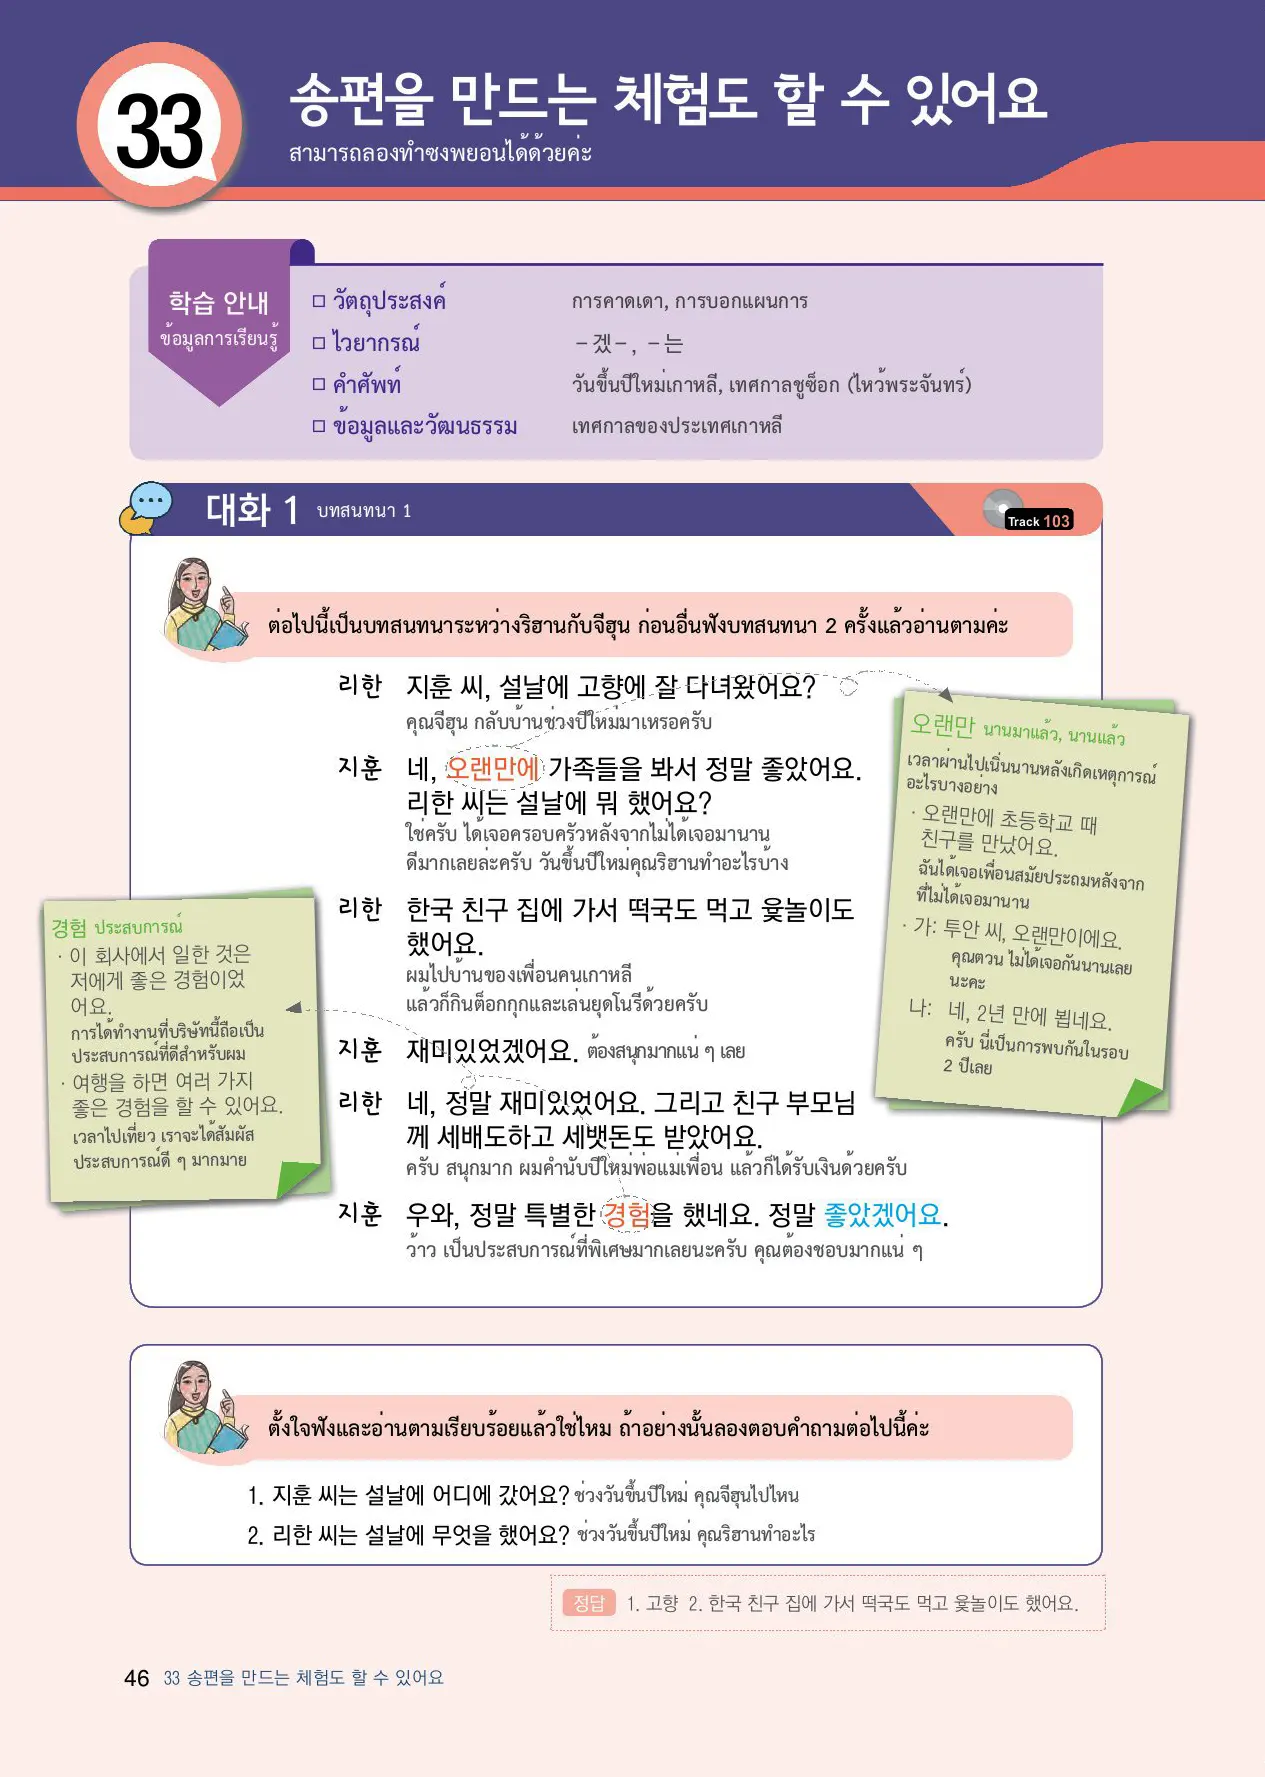 33
송편을 만드는 체험도 할 수 있어요
สามารถลองทำซงพยอนได้ด้วยค่ะ
학습 안내
ข้อมูลการเรียนรู้
□ วัตถุประสงค์ การคาดเดา, การบอกแผนการ
□ ไวยากรณ์ -겠-, -는
□ คำศัพท์ วันขึ้นปีใหม่เกาหลี, เทศกาลชูซ็อก (ไหว้พระจันทร์)
□ ข้อมูลและวัฒนธรรม เทศกาลของประเทศเกาหลี
대화 1 บทสนทนา 1
Track 103
ต่อไปนี้เป็นบทสนทนาระหว่างริฮานกับจีฮุน ก่อนอื่นฟังบทสนทนา 2 ครั้งแล้วอ่านตามค่ะ
리한 지훈 씨, 설날에 고향에 잘 다녀왔어요?
คุณจีฮุน กลับบ้านช่วงปีใหม่มาเหรอครับ
지훈 네, 오랜만에 가족들을 봐서 정말 좋았어요.
리한 씨는 설날에 뭐 했어요?
ใช่ครับ ได้เจอครอบครัวหลังจากไม่ได้เจอมานาน
ดีมากเลยล่ะครับ วันขึ้นปีใหม่คุณริฮานทำอะไรบ้าง
리한 한국 친구 집에 가서 떡국도 먹고 윷놀이도
했어요.
ผมไปบ้านของเพื่อนคนเกาหลี
แล้วก็กินต็อกกุกและเล่นยุดโนรีด้วยครับ
지훈 재미있었겠어요. ต้องสนุกมากแน่ ๆ เลย
리한 네, 정말 재미있었어요. 그리고 친구 부모님
께 세배도하고 세뱃돈도 받았어요.
ครับ สนุกมาก ผมคำนับปีใหม่พ่อแม่เพื่อน แล้วก็ได้รับเงินด้วยครับ
지훈 우와, 정말 특별한 경험을 했네요. 정말 좋았겠어요.
ว้าว เป็นประสบการณ์ที่พิเศษมากเลยนะครับ คุณต้องชอบมากแน่ ๆ
오랜만 นานมาแล้ว, นานแล้ว
เวลาผ่านไปเนิ่นนานหลังเกิดเหตุการณ์
อะไรบางอย่าง
· 오랜만에 초등학교 때
친구를 만났어요.
ฉันได้เจอเพื่อนสมัยประถมหลังจาก
ที่ไม่ได้เจอมานาน
· 가: 투안 씨, 오랜만이에요.
คุณตวน ไม่ได้เจอกันนานเลย
นะคะ
나: 네, 2년 만에 뵙네요.
ครับ นี่เป็นการพบกันในรอบ
2 ปีเลย
경험 ประสบการณ์
· 이 회사에서 일한 것은
저에게 좋은 경험이었
어요.
การได้ทำงานที่บริษัทนี้ถือเป็น
ประสบการณ์ที่ดีสำหรับผม
· 여행을 하면 여러 가지
좋은 경험을 할 수 있어요.
เวลาไปเที่ยว เราจะได้สัมผัส
ประสบการณ์ดี ๆ มากมาย
ตั้งใจฟังและอ่านตามเรียบร้อยแล้วใช่ไหม ถ้าอย่างนั้นลองตอบคำถามต่อไปนี้ค่ะ
1. 지훈 씨는 설날에 어디에 갔어요? ช่วงวันขึ้นปีใหม่ คุณจีฮุนไปไหน
2. 리한 씨는 설날에 무엇을 했어요? ช่วงวันขึ้นปีใหม่ คุณริฮานทำอะไร
정답 1. 고향 2. 한국 친구 집에 가서 떡국도 먹고 윷놀이도 했어요.
46 33 송편을 만드는 체험도 할 수 있어요